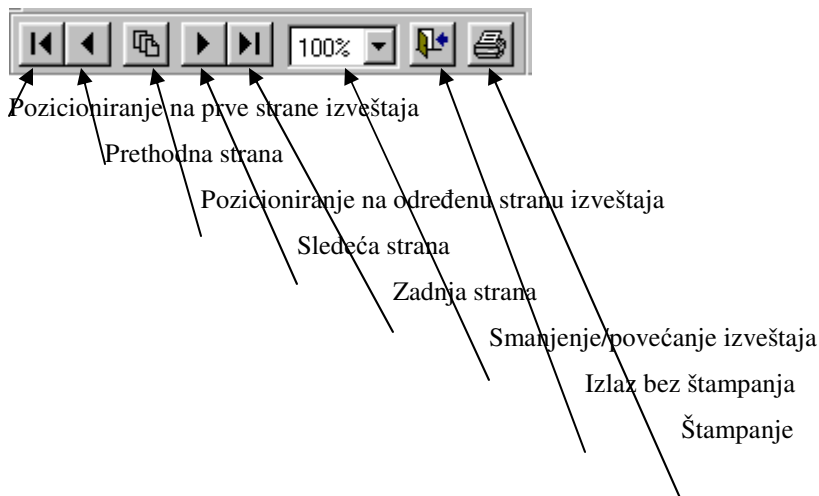 100%
Pozicioniranje na prve strane izveštaja
Prethodna strana
Pozicioniranje na određenu stranu izveštaja
Sledeća strana
Zadnja strana
Smanjenje/povećanje izveštaja
Izlaz bez štampanja
Štampanje